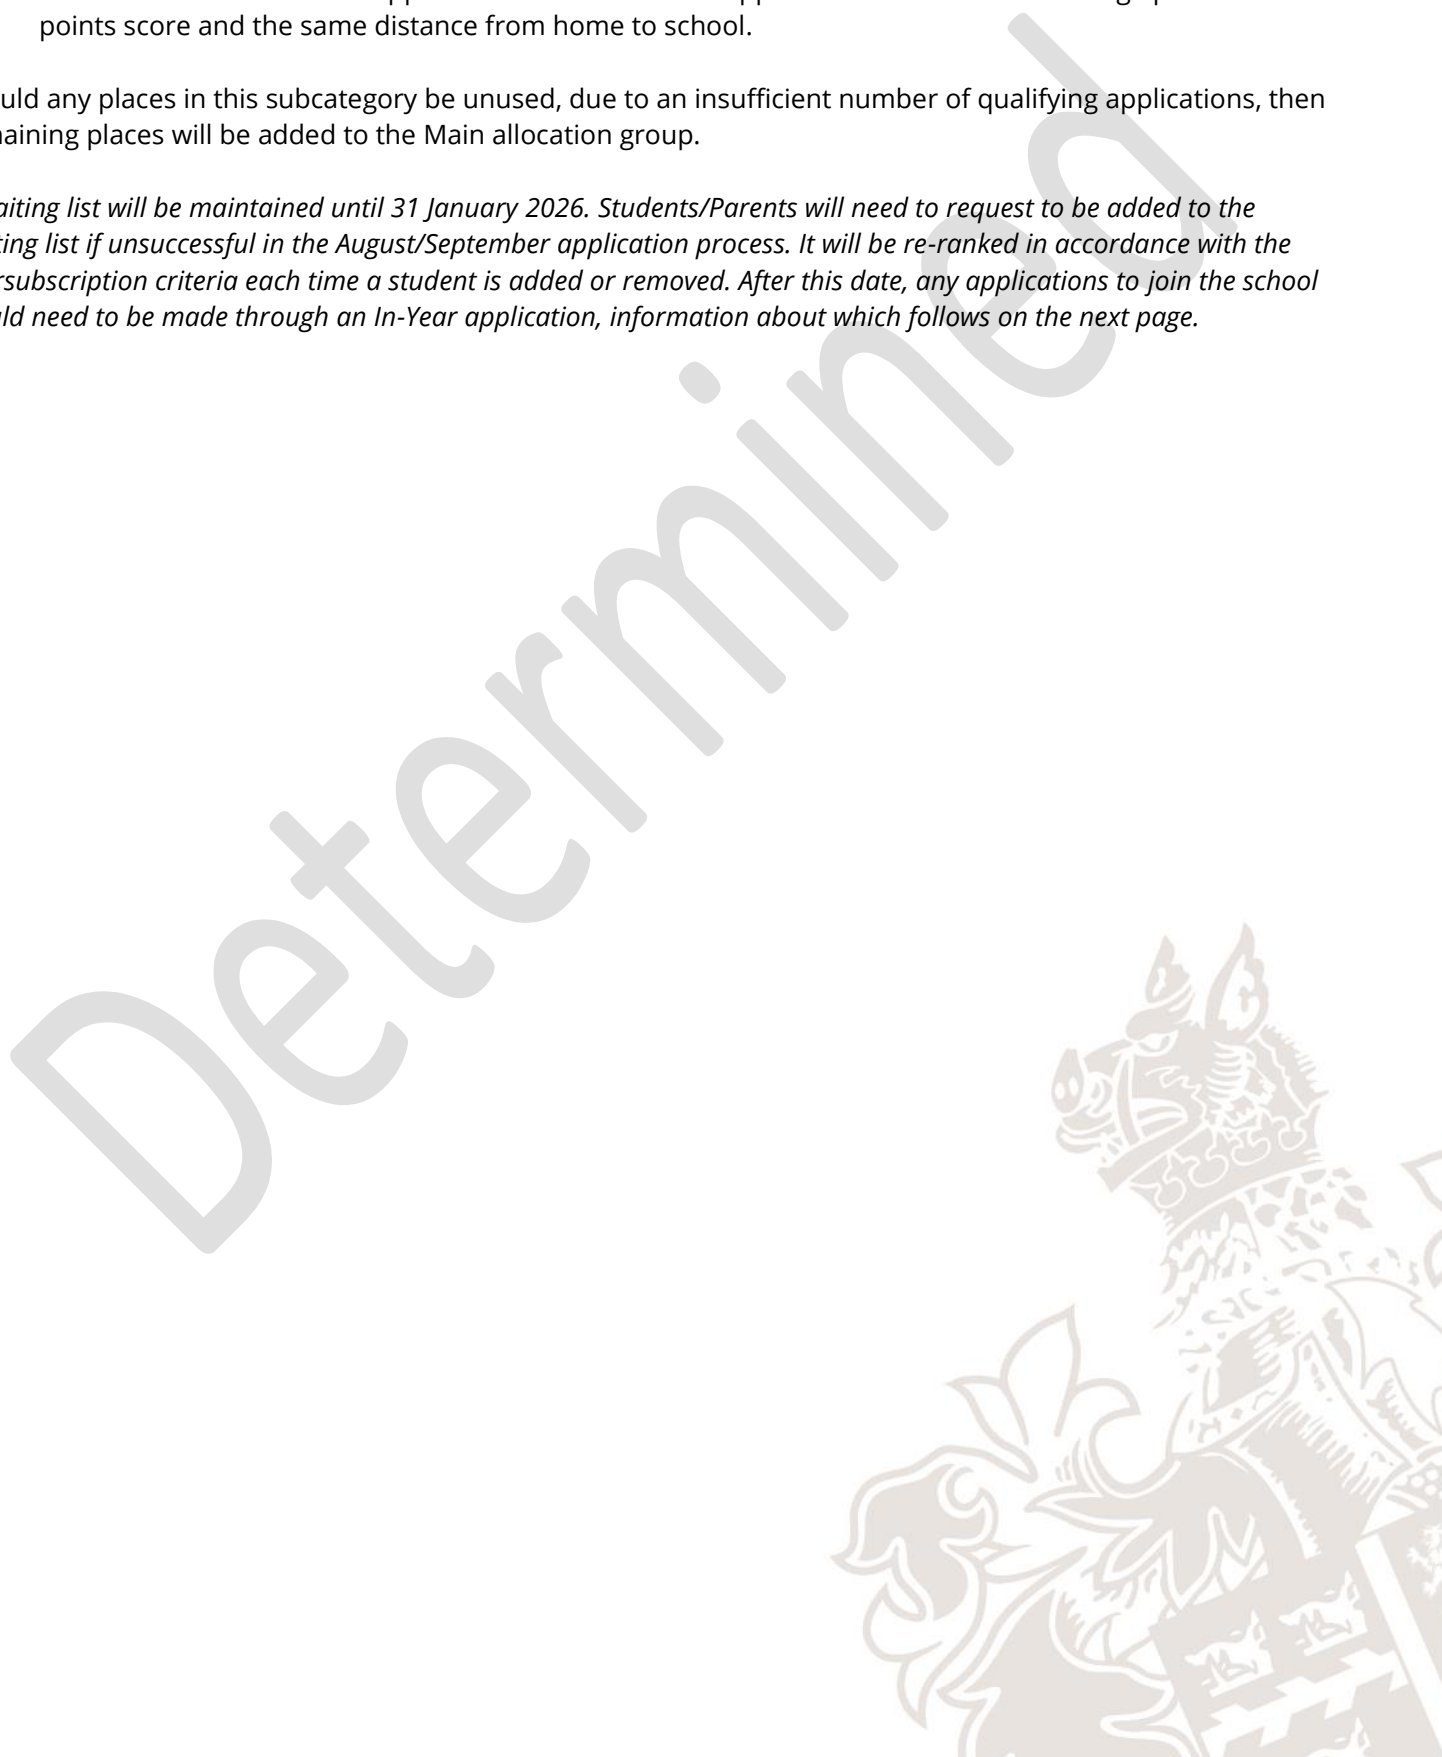 points score and the same distance from home to school.
uld any places in this subcategory be unused, due to an insufficient number of qualifying applications, then
aining places will be added to the Main allocation group.
aiting list will be maintained until 31 January 2026. Students/Parents will need to request to be added to the
ting list if unsuccessful in the August/September application process. It will be re-ranked in accordance with the
rsubscription criteria each time a student is added or removed. After this date, any applications to join the school
uld need to be made through an In-Year application, information about which follows on the next page.
Determined